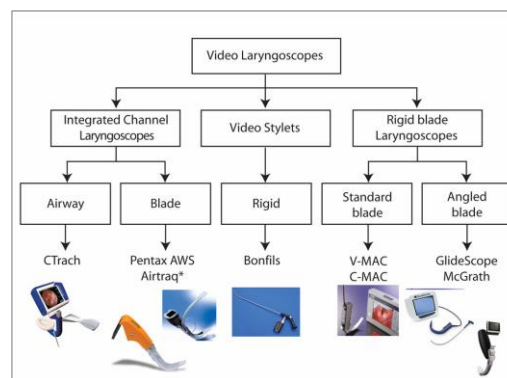 Video Laryngoscopes
Integrated Channel
Laryngoscopes
Video Stylets
Rigid blade
Laryngoscopes
Airway
Blade
Rigid
Standard
blade
Angled
blade
CTrach
Pentax AWS
Airtraq*
Bonfils
V-MAC
C-MAC
GlideScope
McGrath